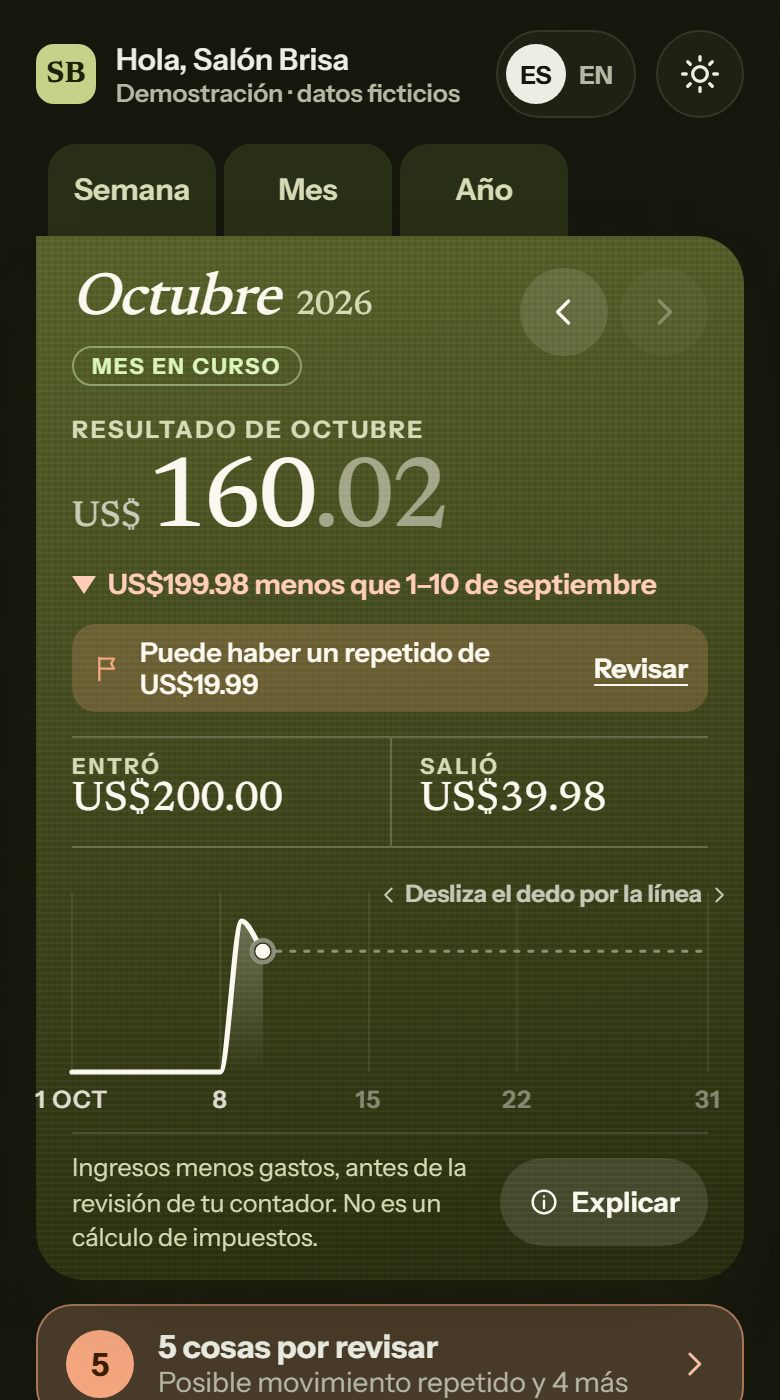 SB
Hola, Salón Brisa
Demostración · datos ficticios
ES EN
Semana Mes Año
Octubre 2026
MES EN CURSO
RESULTADO DE OCTUBRE
US$ 160.02
US$199.98 menos que 1–10 de septiembre
Puede haber un repetido de
US$19.99
Revisar
ENTRÓ
US$200.00
SALIÓ
US$39.98
Desliza el dedo por la línea
1 OCT 8 15 22 31
Ingresos menos gastos, antes de la
revisión de tu contador. No es un
cálculo de impuestos.
Explicar
5
5 cosas por revisar
Posible movimiento repetido y 4 más